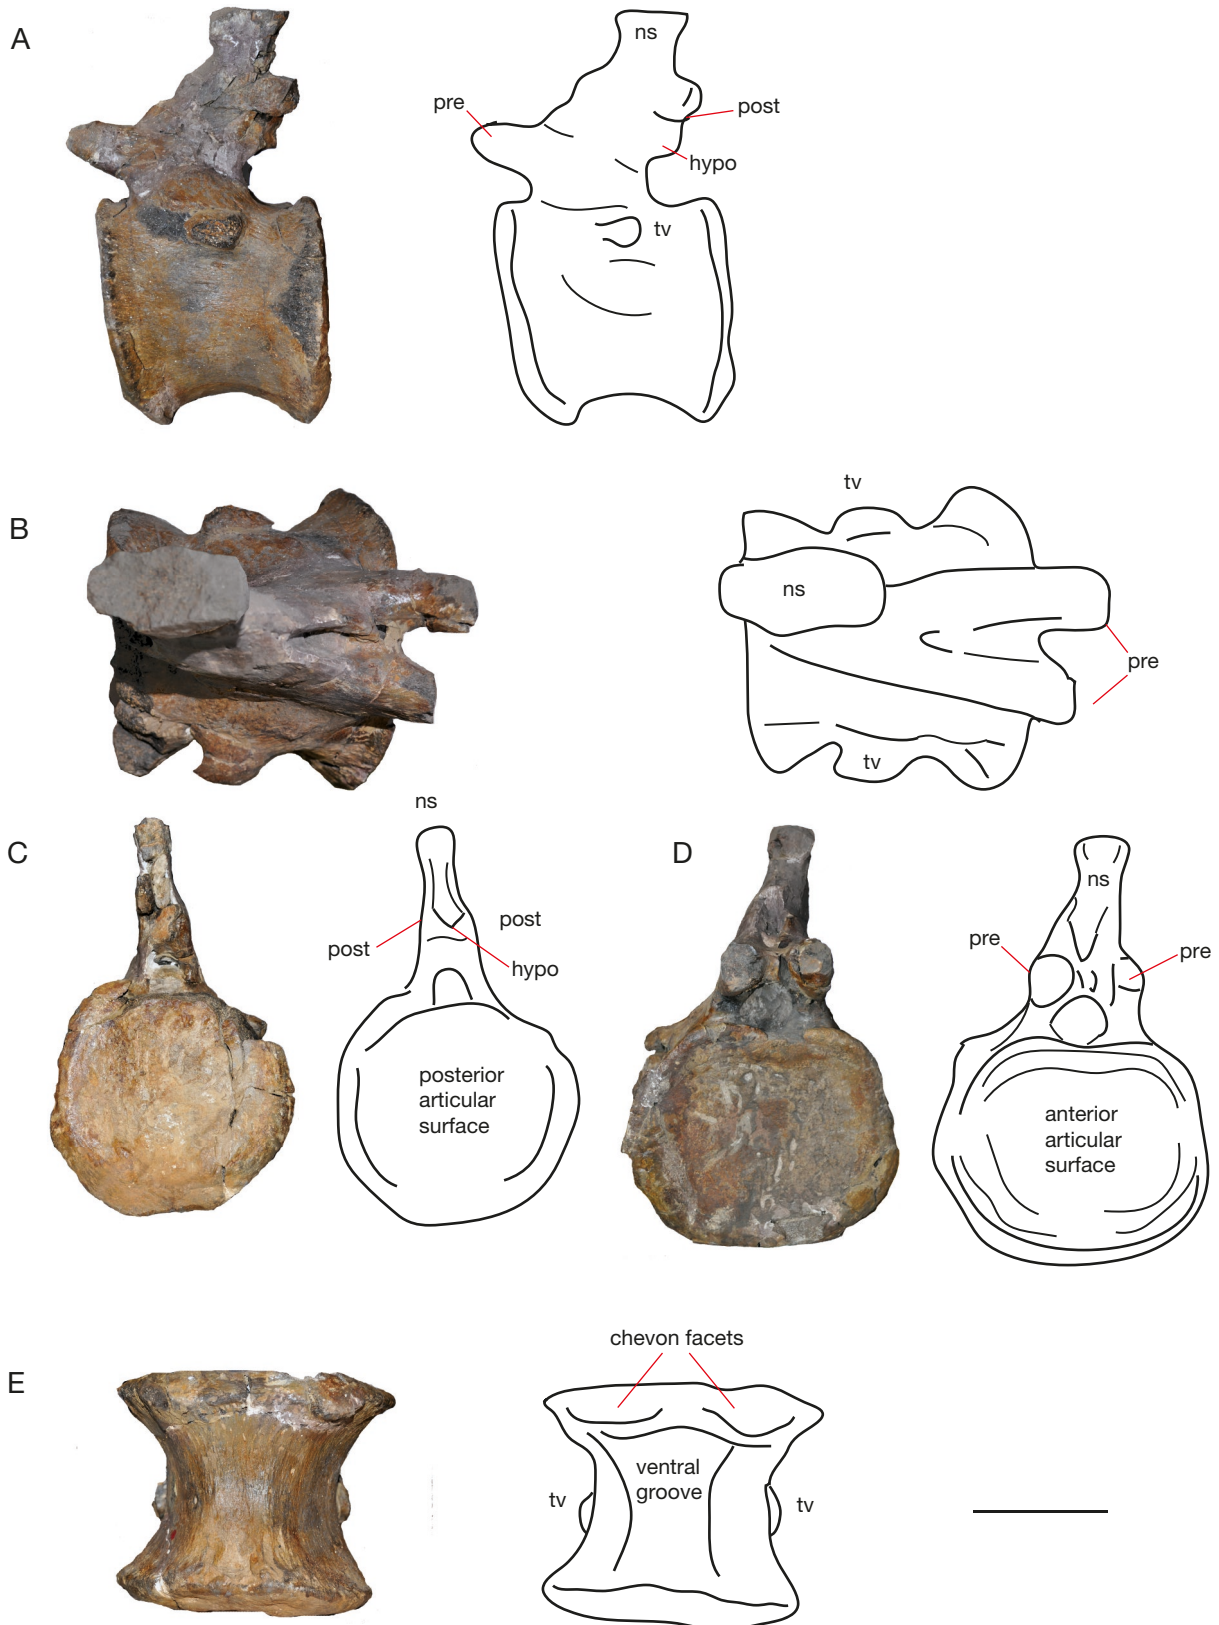 A
ns
pre
post
hypo
tv
B
tv
ns
pre
tv
C
ns
post
post
hypo
posterior
articular
surface
D
ns
pre
pre
anterior
articular
surface
E
chevon facets
ventral
groove
tv
tv